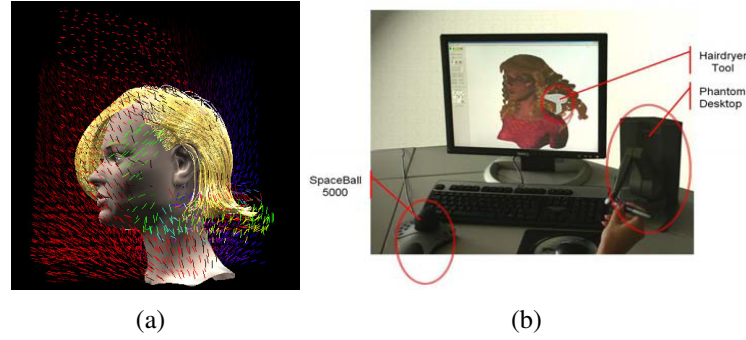 Hairdryer
Tool
Phantom
Desktop
SpaceBall
5000
(a)
(b)